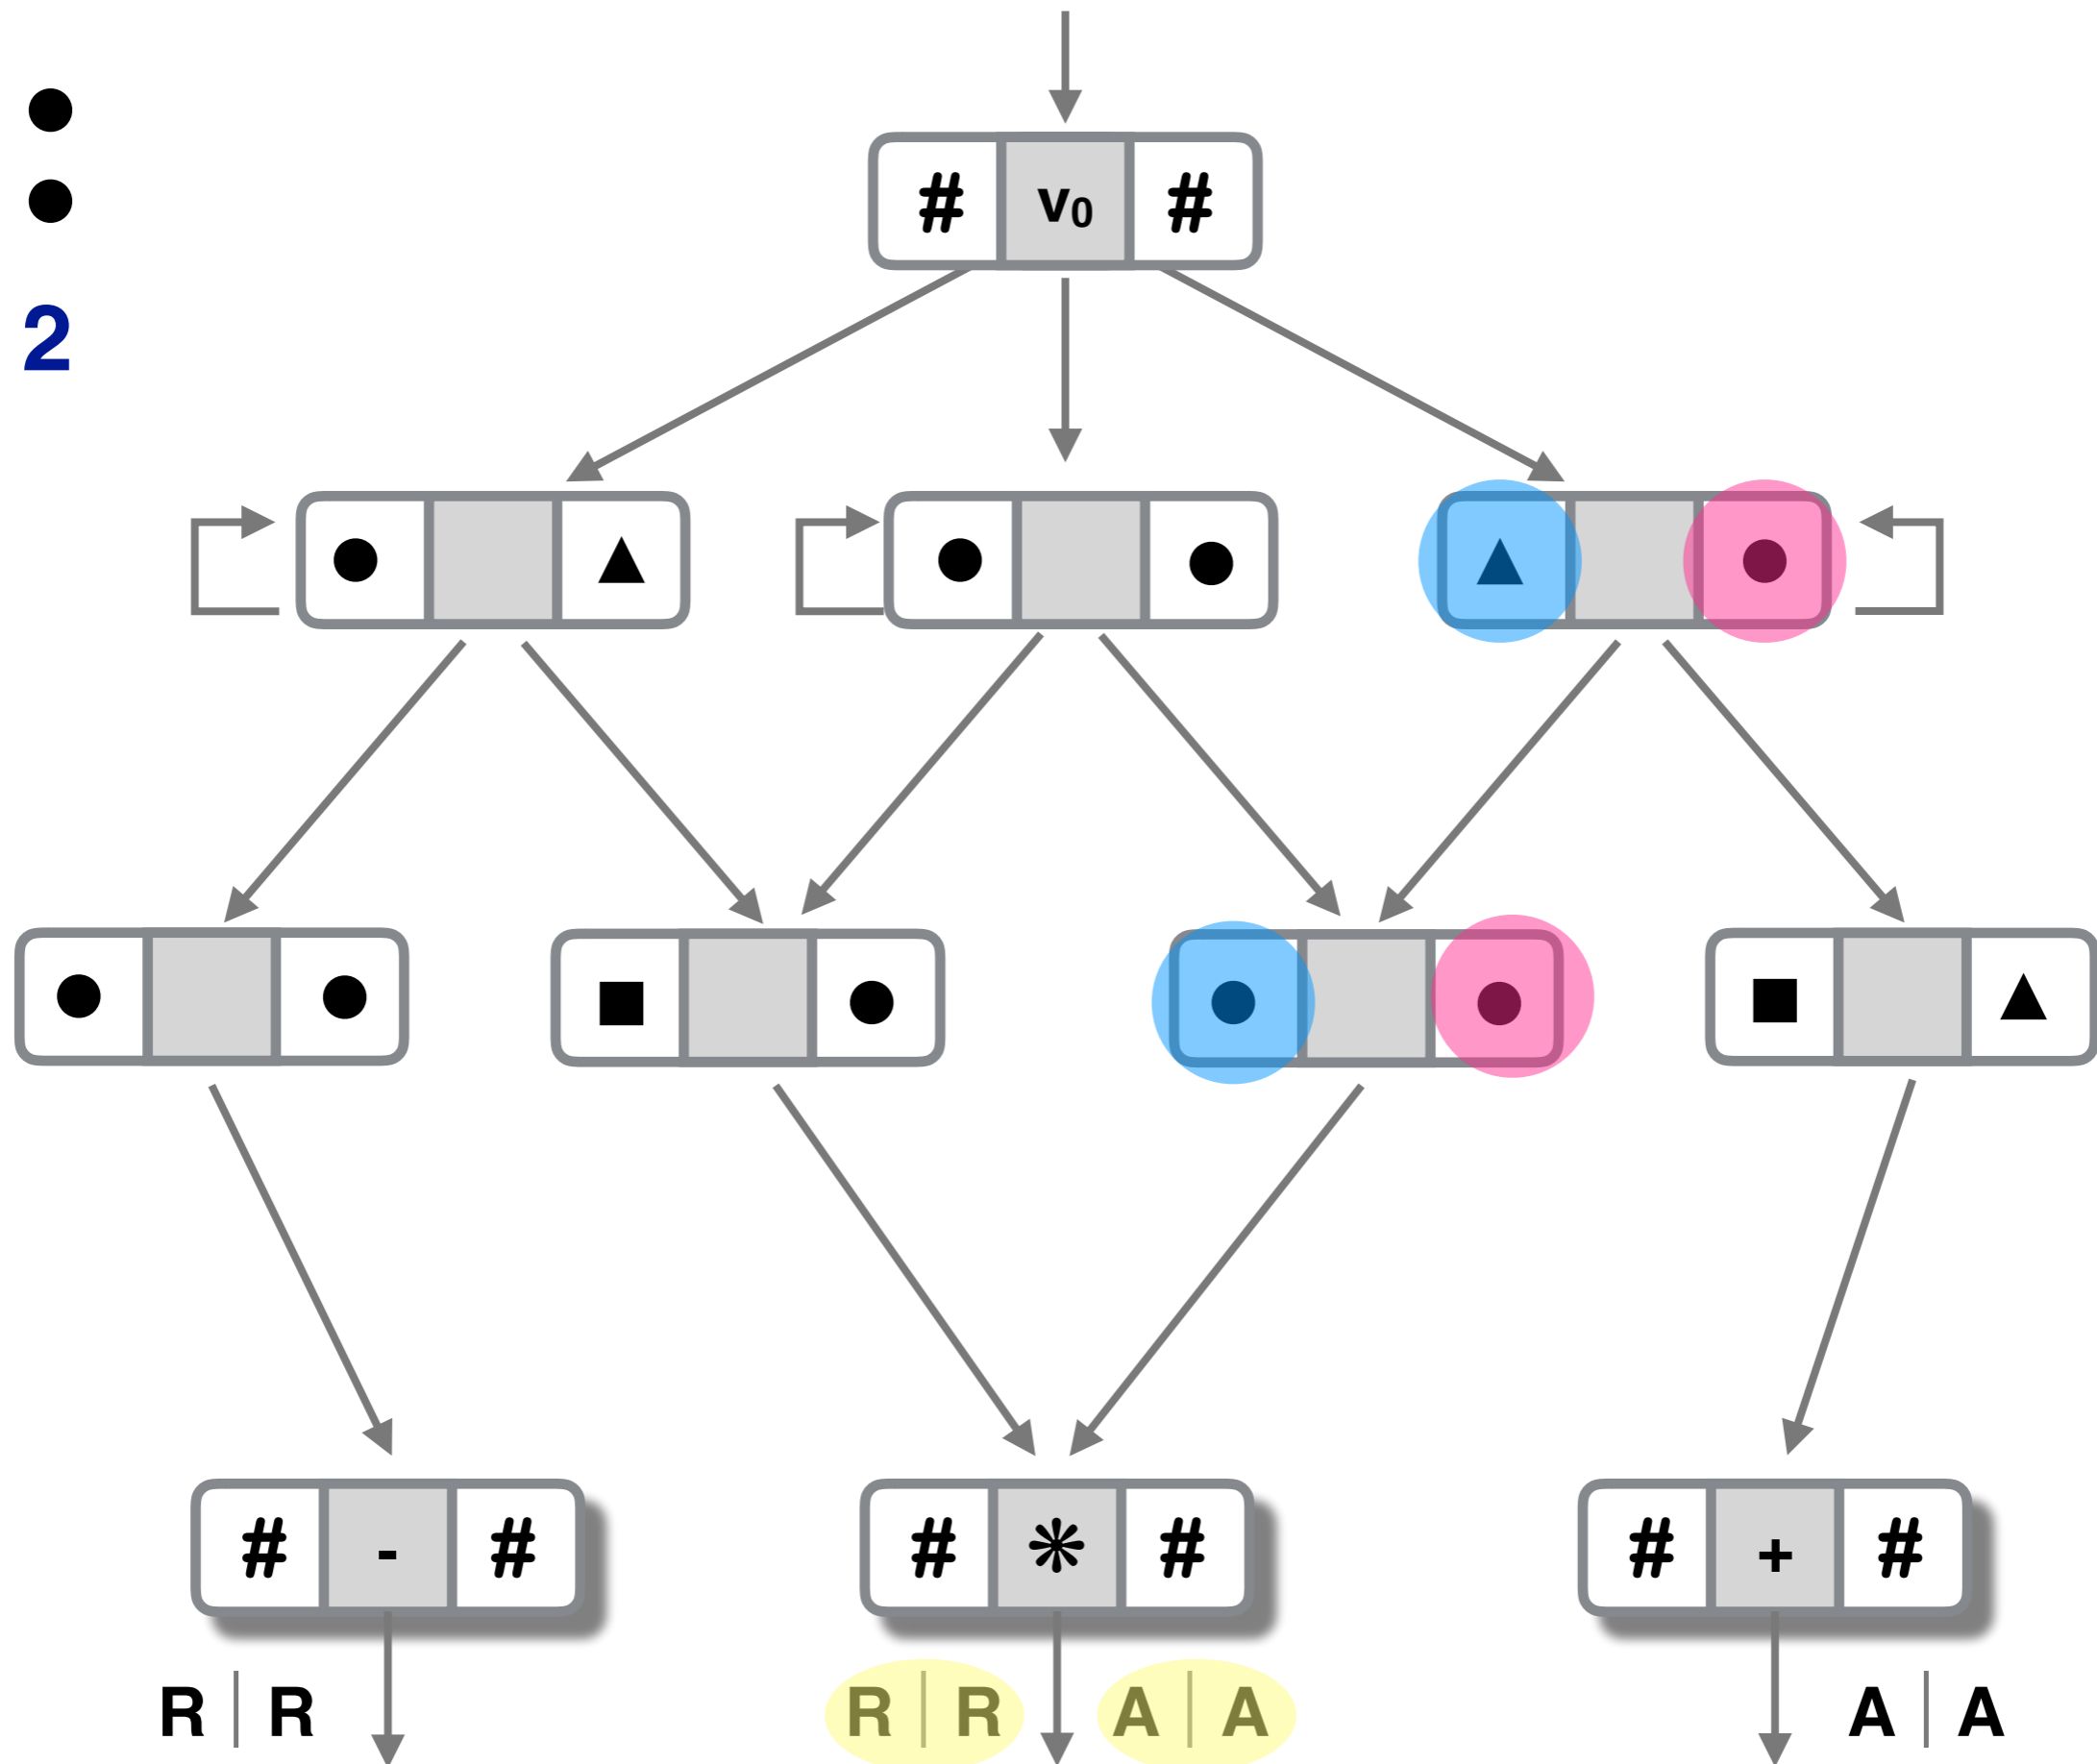 # v₀ #
2
# - #
# * #
# + #
R | R
R | R A | A
A | A